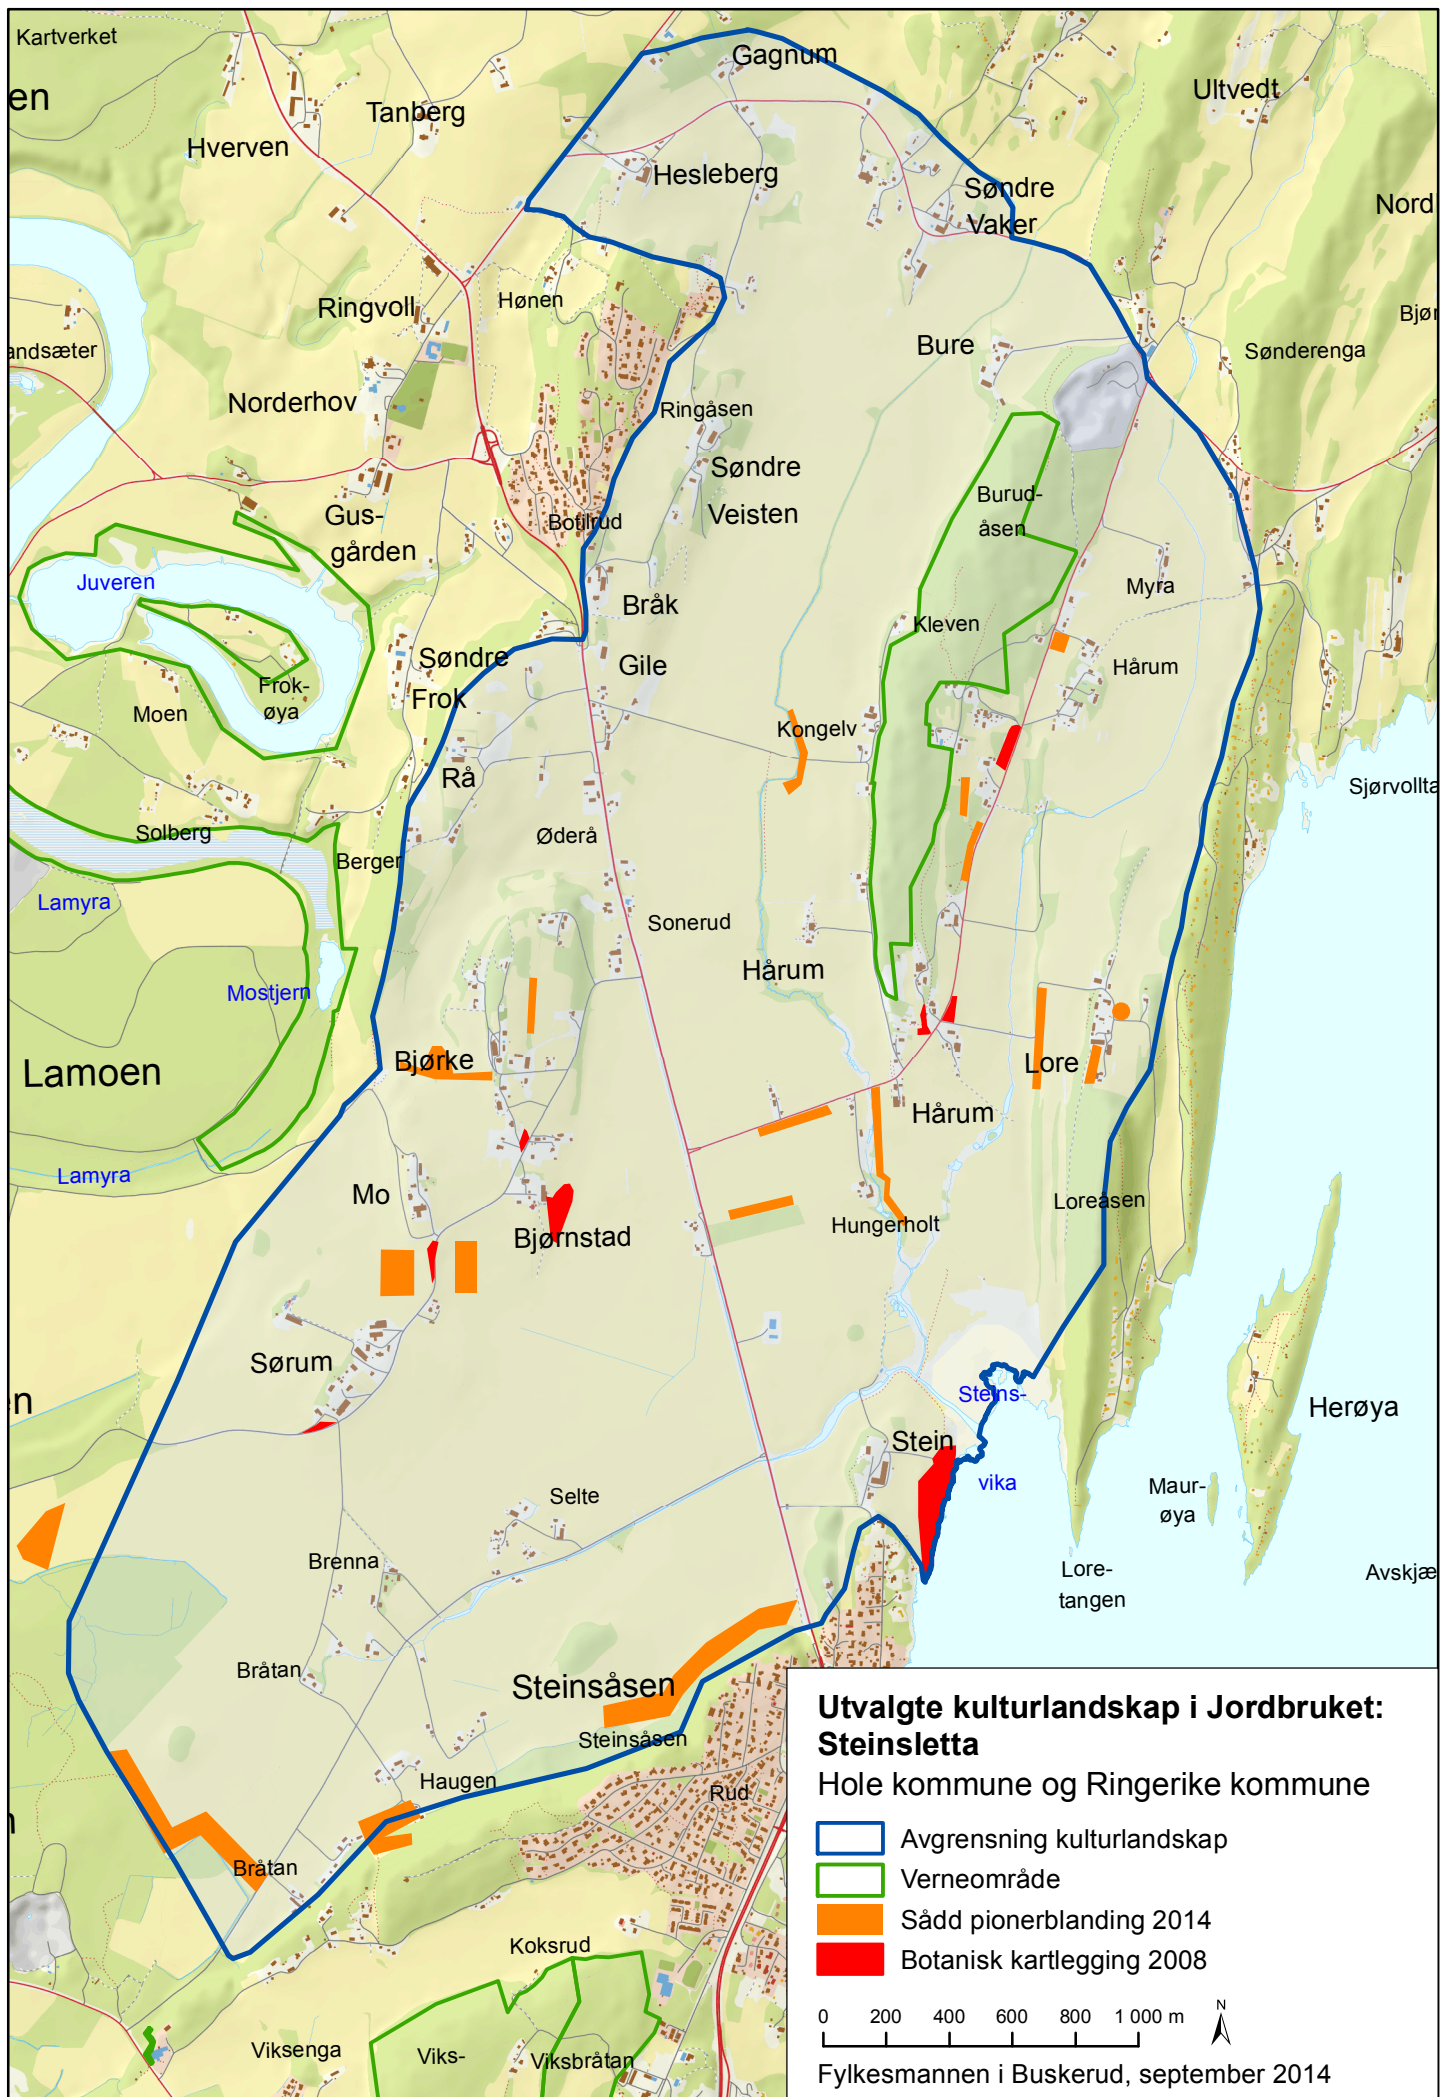 Kartverket
Gagnum
en
Ultvedt
Tanberg
Hverven
Hesleberg
Søndre
Vaker
Nord
Ringvoll
Hønen
Bjør
andsæter
Bure
Sønderenga
Norderhov
Ringåsen
Søndre
Veisten
Burud-
åsen
Gus-
gården
Botilrud
Juveren
Myra
Bråk
Kleven
Søndre
Frok
Gile
Hårum
Frok-
øya
Moen
Kongelv
Rå
Sjørvollta
Solberg
Øderå
Berger
Lamyra
Sonerud
Hårum
Mostjern
Bjørke
Lore
Lamoen
Hårum
Lamyra
Mo
Loreåsen
Hungerholt
Bjørnstad
Sørum
Steins-
vika
en
Herøya
Stein
Maur-
øya
Selte
Brenna
Lore-
tangen
Avskjæ
Bråtan
Steinsåsen
Steinsåsen
Haugen
Rud
n
Bråtan
Koksrud
Viksenga
Viks-
Viksbråtan
Utvalgte kulturlandskap i Jordbruket:
Steinsletta
Hole kommune og Ringerike kommune
Avgrensning kulturlandskap
Verneområde
Sådd pionerblanding 2014
Botanisk kartlegging 2008
0 200 400 600 800 1 000 m
N
Fylkesmannen i Buskerud, september 2014